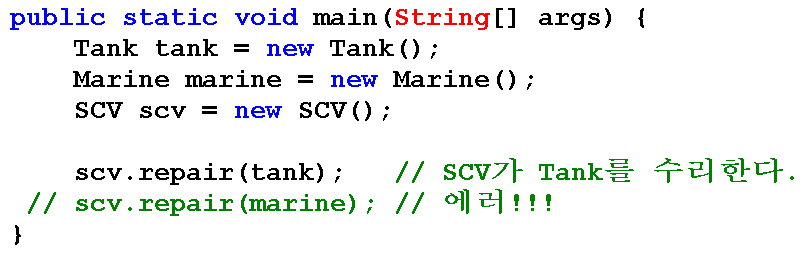 public static void main(String[] args) {
    Tank tank = new Tank();
    Marine marine = new Marine();
    SCV scv = new SCV();

    scv.repair(tank);   // SCV가 Tank를 수리한다.
 // scv.repair(marine); // 에러!!!
}